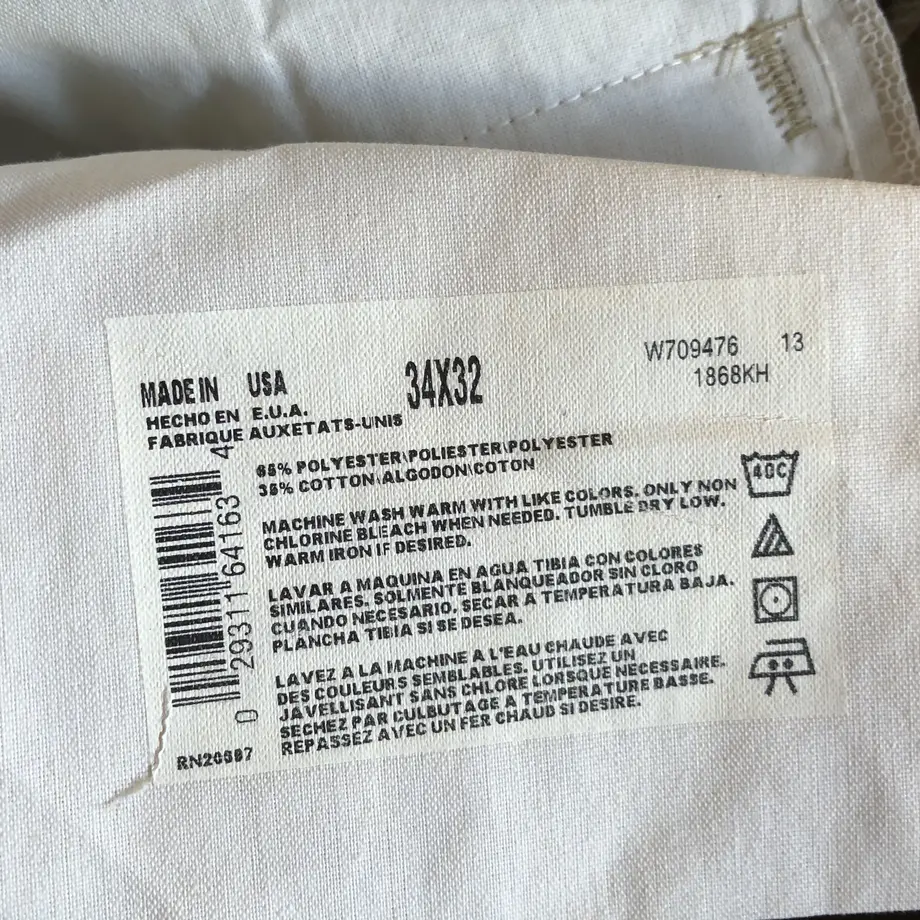 MADE IN USA
34X32
W709476 13
1868KH
HECHO EN E.U.A.
FABRIQUE AUX ETATS-UNIS
65% POLYESTER\POLIESTER\POLYESTER
35% COTTON\ALGODON\COTON
MACHINE WASH WARM WITH LIKE COLORS. ONLY NON
CHLORINE BLEACH WHEN NEEDED. TUMBLE DRY LOW.
WARM IRON IF DESIRED.
LAVAR A MAQUINA EN AGUA TIBIA CON COLORES
SIMILARES. SOLMENTE BLANQUEADOR SIN CLORO
CUANDO NECESARIO. SECAR A TEMPERATURA BAJA.
PLANCHA TIBIA SI SE DESEA.
LAVEZ A LA MACHINE A L'EAU CHAUDE AVEC
DES COULEURS SEMBLABLES. UTILISEZ UN
JAVELLISANT SANS CHLORE LORSQUE NECESSAIRE.
SECHEZ PAR CULBUTAGE A TEMPERATURE BASSE.
REPASSEZ AVEC UN FER CHAUD SI DESIRE.
40C
0 29311 64163 4